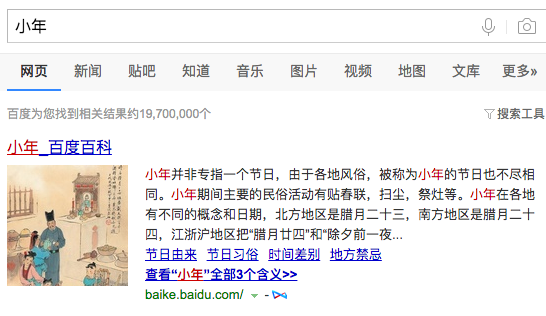 小年
网页 新闻 贴吧 知道 音乐 图片 视频 地图 文库 更多»
百度为您找到相关结果约19,700,000个 搜索工具
小年_百度百科
小年并非专指一个节日，由于各地风俗，被称为小年的节日也不尽相
同。小年期间主要的民俗活动有贴春联，扫尘，祭灶等。小年在各地
有不同的概念和日期，北方地区是腊月二十三，南方地区是腊月二十
四，江浙沪地区把“腊月廿四”和“除夕前一夜...
节日由来 节日习俗 时间差别 地方禁忌
查看“小年”全部3个含义>>
baike.baidu.com/ -